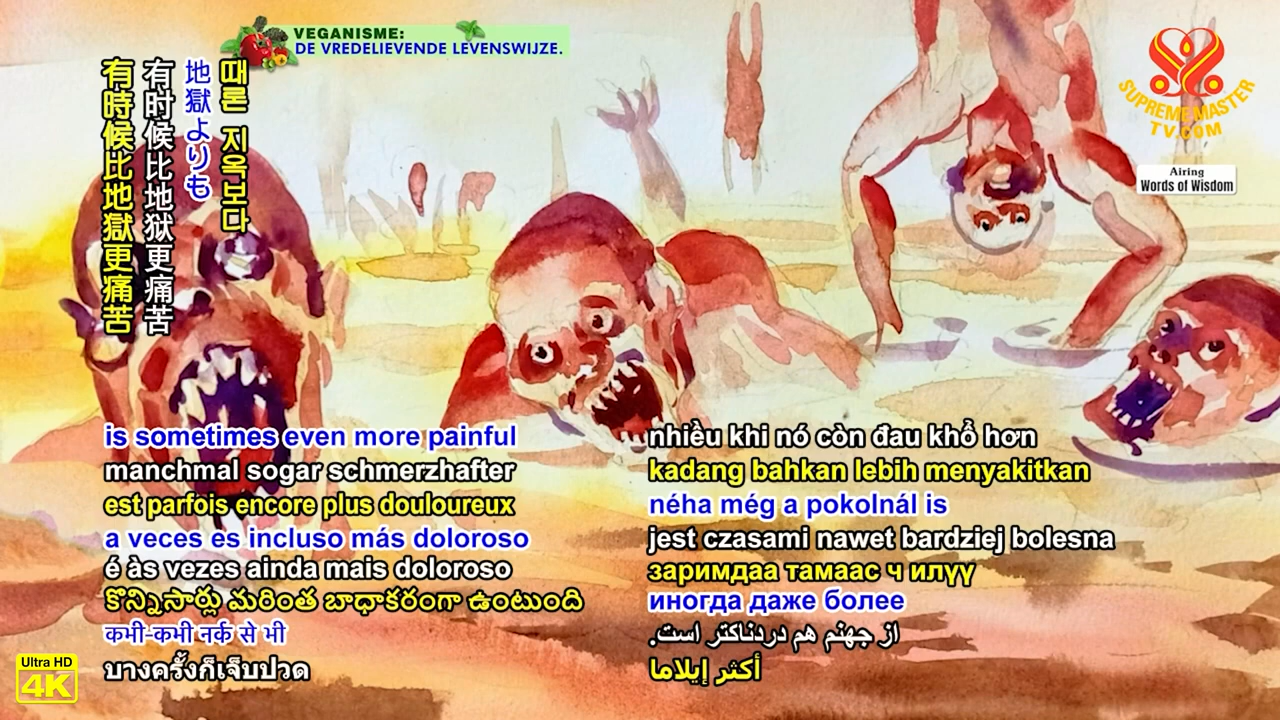 VEGANISME:
DE VREDELIEVENDE LEVENSWIJZE.
SUPREME MASTER
TV.COM
Airing
Words of Wisdom
때론 지옥보다
地獄よりも
有时候比地狱更痛苦
有時候比地獄更痛苦
is sometimes even more painful
manchmal sogar schmerzhafter
est parfois encore plus douloureux
a veces es incluso más doloroso
é às vezes ainda mais doloroso
కొన్నిసార్లు మరింత బాధాకరంగా ఉంటుంది
कभी-कभी नर्क से भी
บางครั้งก็เจ็บปวด
nhiều khi nó còn đau khổ hơn
kadang bahkan lebih menyakitkan
néha még a pokolnál is
jest czasami nawet bardziej bolesna
заримдаа тамаас ч илүү
иногда даже более
از جهنم هم دردناکتر است.
أكثر إيلاما
Ultra HD
4K